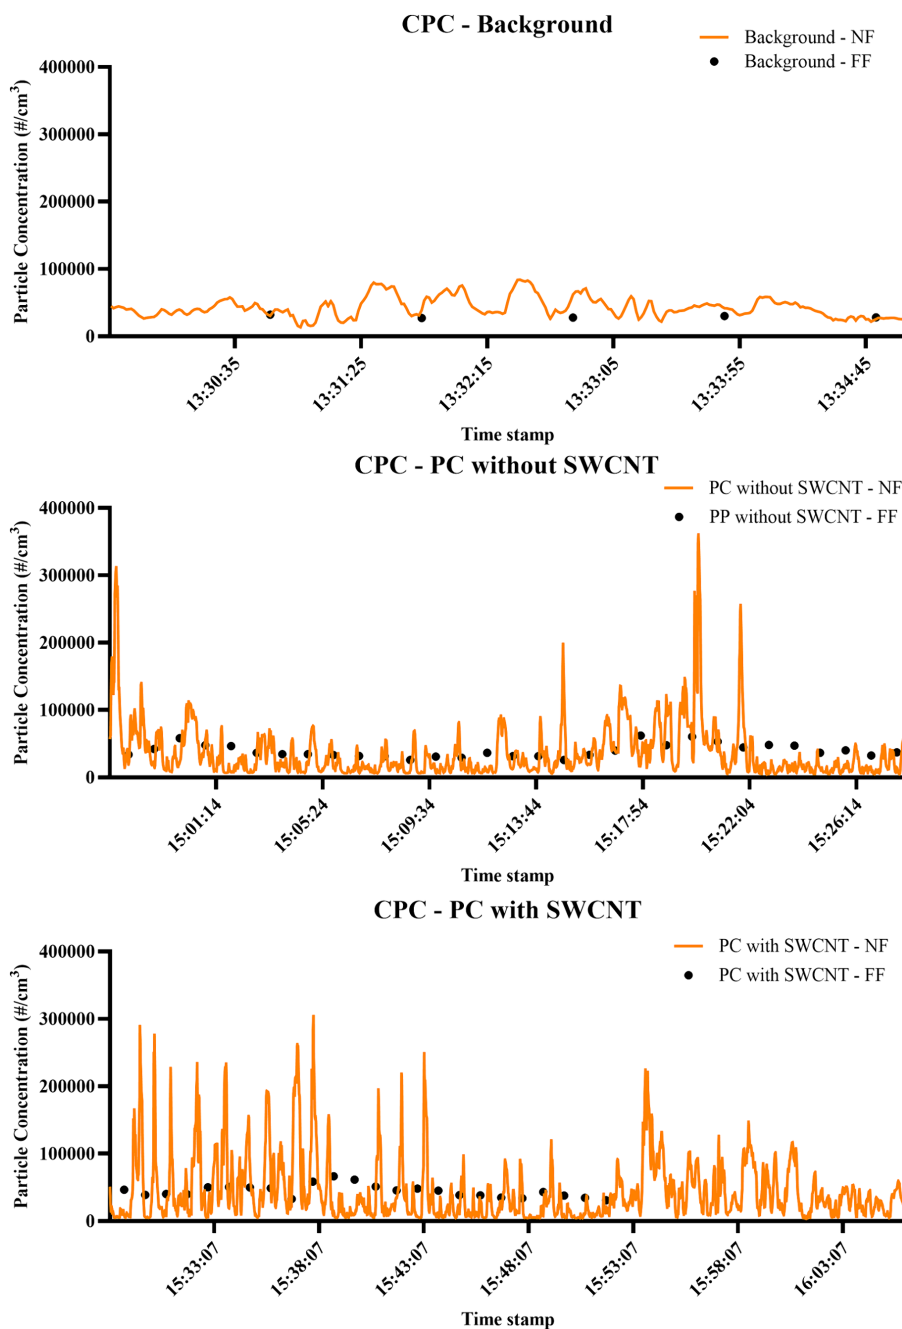 CPC - Background
Background - NF
Background - FF
Particle Concentration (#/cm³)
400000
300000
200000
100000
0
13:30:35
13:31:25
13:32:15
13:33:05
13:33:55
13:34:45
Time stamp
CPC - PC without SWCNT
PC without SWCNT - NF
PP without SWCNT - FF
Particle Concentration (#/cm³)
400000
300000
200000
100000
0
15:01:14
15:05:24
15:09:34
15:13:44
15:17:54
15:22:04
15:26:14
Time stamp
CPC - PC with SWCNT
PC with SWCNT - NF
PC with SWCNT - FF
Particle Concentration (#/cm³)
400000
300000
200000
100000
0
15:33:07
15:38:07
15:43:07
15:48:07
15:53:07
15:58:07
16:03:07
Time stamp